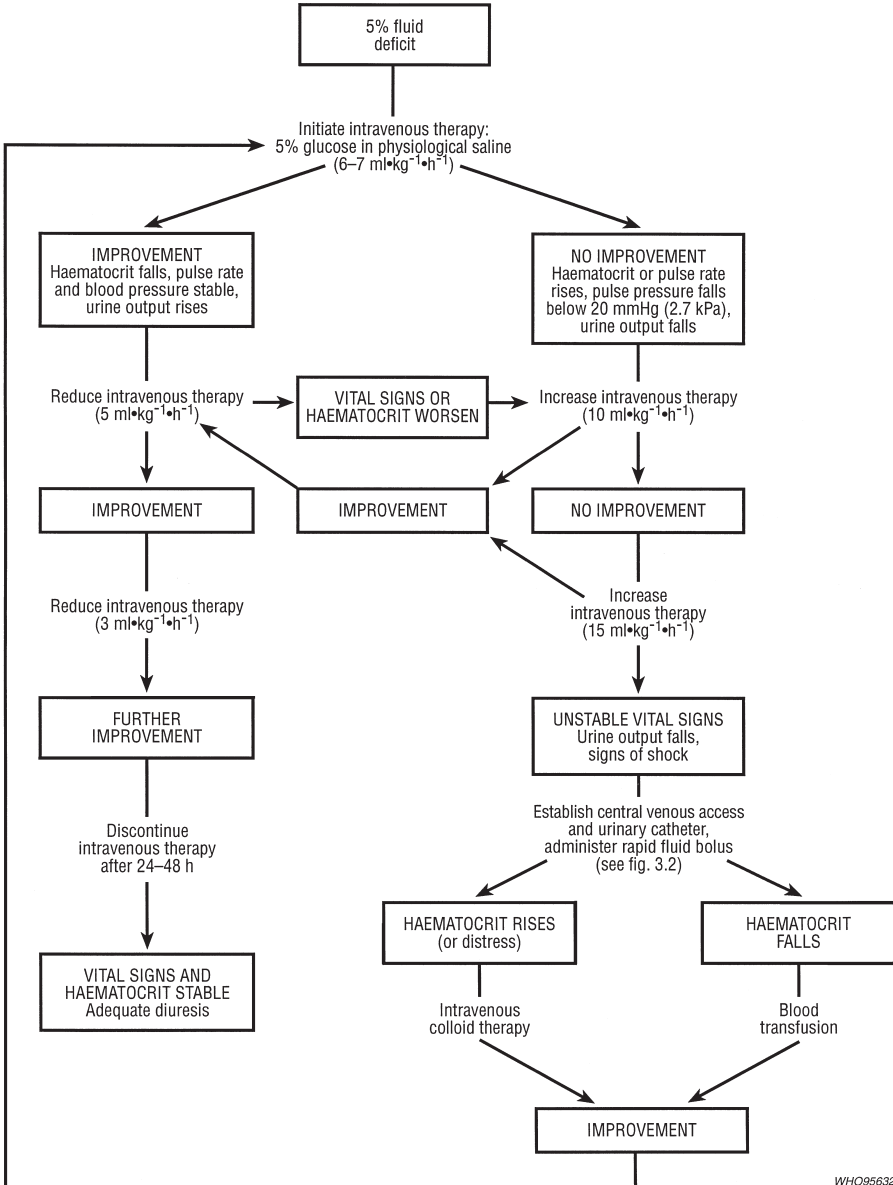 5% fluid
deficit
Initiate intravenous therapy:
5% glucose in physiological saline
(6–7 ml•kg⁻¹•h⁻¹)
IMPROVEMENT
Haematocrit falls, pulse rate
and blood pressure stable,
urine output rises
NO IMPROVEMENT
Haematocrit or pulse rate
rises, pulse pressure falls
below 20 mmHg (2.7 kPa),
urine output falls
Reduce intravenous therapy
(5 ml•kg⁻¹•h⁻¹)
VITAL SIGNS OR
HAEMATOCRIT WORSEN
Increase intravenous therapy
(10 ml•kg⁻¹•h⁻¹)
IMPROVEMENT
IMPROVEMENT
NO IMPROVEMENT
Reduce intravenous therapy
(3 ml•kg⁻¹•h⁻¹)
Increase
intravenous therapy
(15 ml•kg⁻¹•h⁻¹)
FURTHER
IMPROVEMENT
UNSTABLE VITAL SIGNS
Urine output falls,
signs of shock
Discontinue
intravenous therapy
after 24–48 h
Establish central venous access
and urinary catheter,
administer rapid fluid bolus
(see fig. 3.2)
HAEMATOCRIT RISES
(or distress)
HAEMATOCRIT
FALLS
VITAL SIGNS AND
HAEMATOCRIT STABLE
Adequate diuresis
Intravenous
colloid therapy
Blood
transfusion
IMPROVEMENT
WHO95632